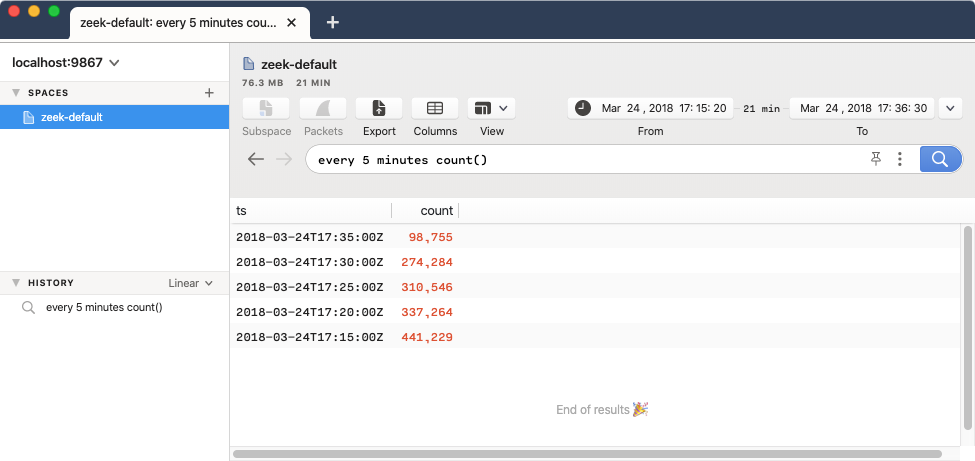 zeek-default: every 5 minutes cou...
localhost:9867
SPACES
zeek-default
HISTORY
Linear
every 5 minutes count()
zeek-default
76.3 MB 21 MIN
Subspace Packets Export Columns View
Mar 24 , 2018 17: 15: 20 21 min Mar 24 , 2018 17: 36: 30
From To
every 5 minutes count()
ts count
2018-03-24T17:35:00Z 98,755
2018-03-24T17:30:00Z 274,284
2018-03-24T17:25:00Z 310,546
2018-03-24T17:20:00Z 337,264
2018-03-24T17:15:00Z 441,229
End of results 🎉